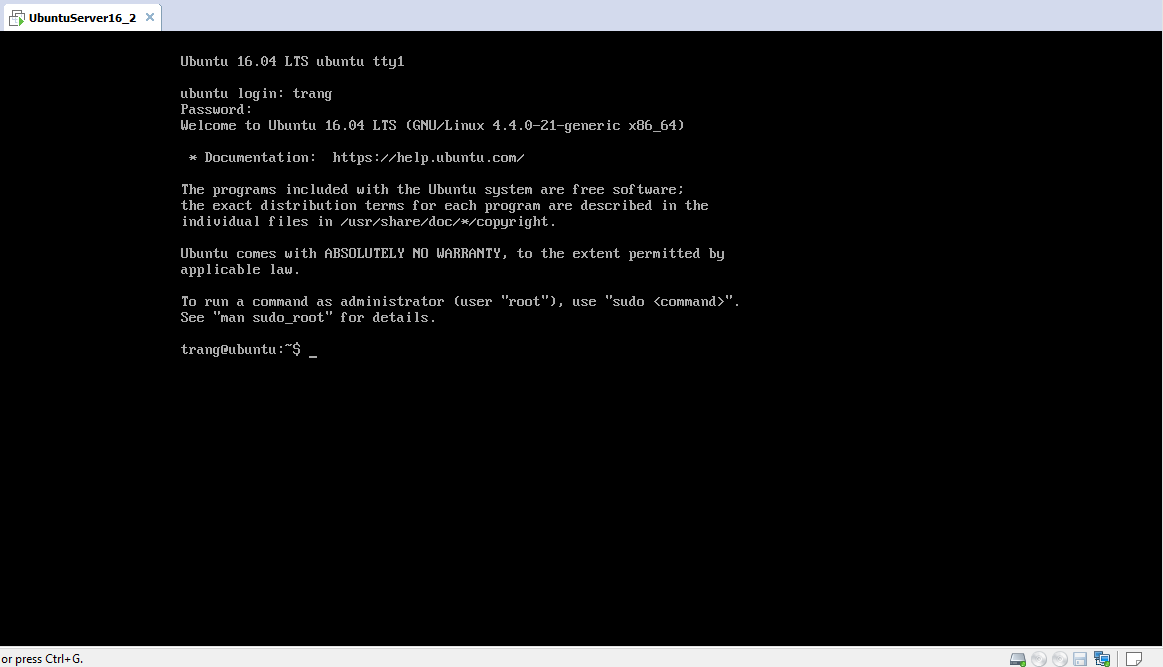 UbuntuServer16_2
Ubuntu 16.04 LTS ubuntu tty1
ubuntu login: trang
Password:
Welcome to Ubuntu 16.04 LTS (GNU/Linux 4.4.0-21-generic x86_64)
* Documentation:  https://help.ubuntu.com/
The programs included with the Ubuntu system are free software;
the exact distribution terms for each program are described in the
individual files in /usr/share/doc/*/copyright.
Ubuntu comes with ABSOLUTELY NO WARRANTY, to the extent permitted by
applicable law.
To run a command as administrator (user "root"), use "sudo <command>".
See "man sudo_root" for details.
trang@ubuntu:~$ _
or press Ctrl+G.